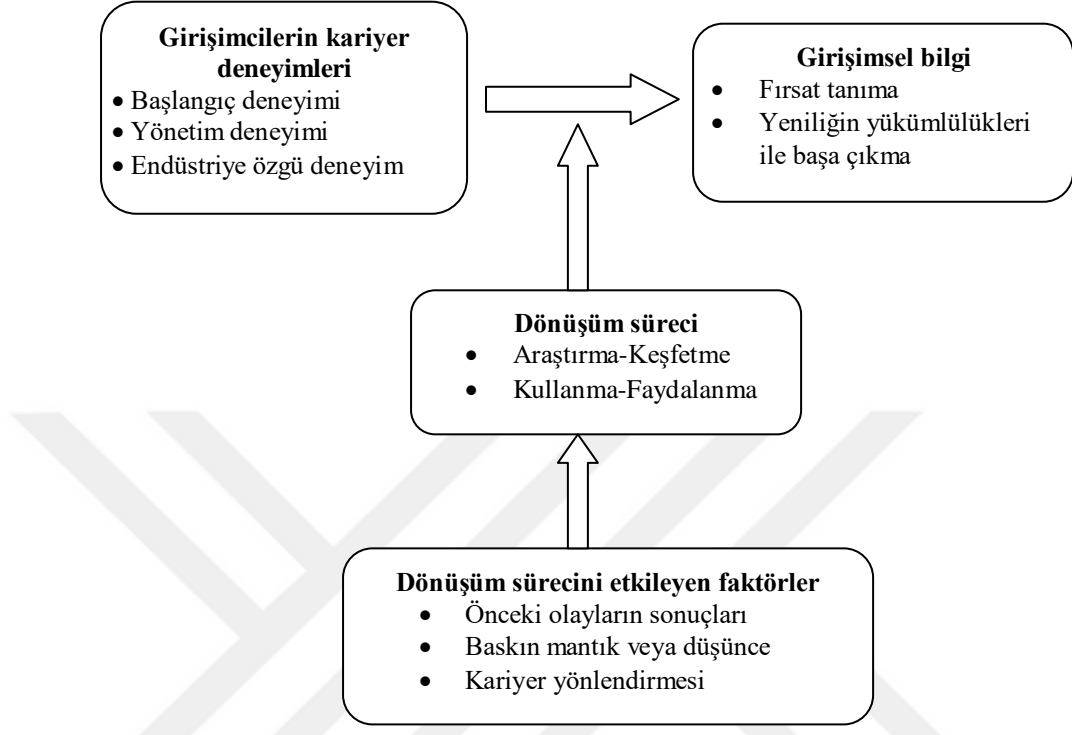 Girişimcilerin kariyer
deneyimleri
• Başlangıç deneyimi
• Yönetim deneyimi
• Endüstriye özgü deneyim
Girişimsel bilgi
• Fırsat tanıma
• Yeniliğin yükümlülükleri
ile başa çıkma
Dönüşüm süreci
• Araştırma-Keşfetme
• Kullanma-Faydalanma
Dönüşüm sürecini etkileyen faktörler
• Önceki olayların sonuçları
• Baskın mantık veya düşünce
• Kariyer yönlendirmesi